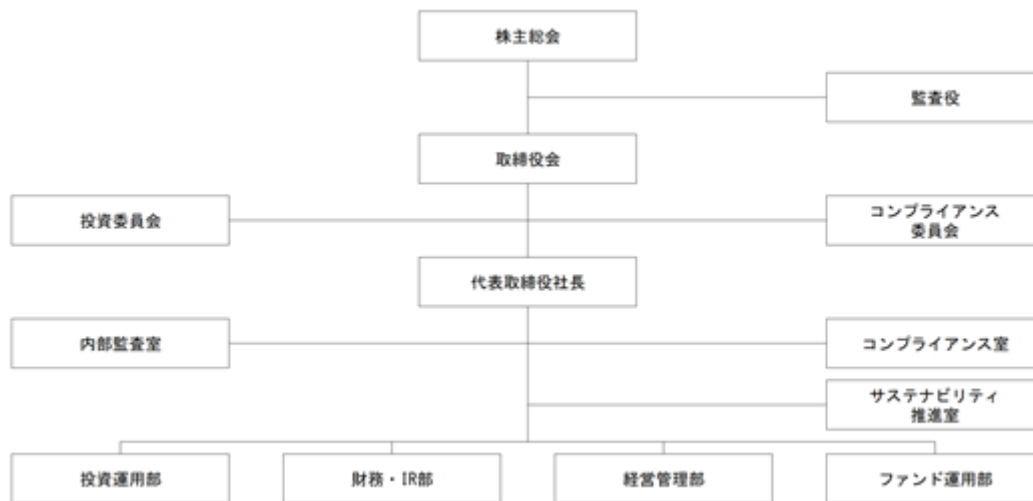 株主総会
監査役
取締役会
投資委員会
コンプライアンス
委員会
代表取締役社長
内部監査室
コンプライアンス室
サステナビリティ
推進室
投資運用部
財務・IR部
経営管理部
ファンド運用部